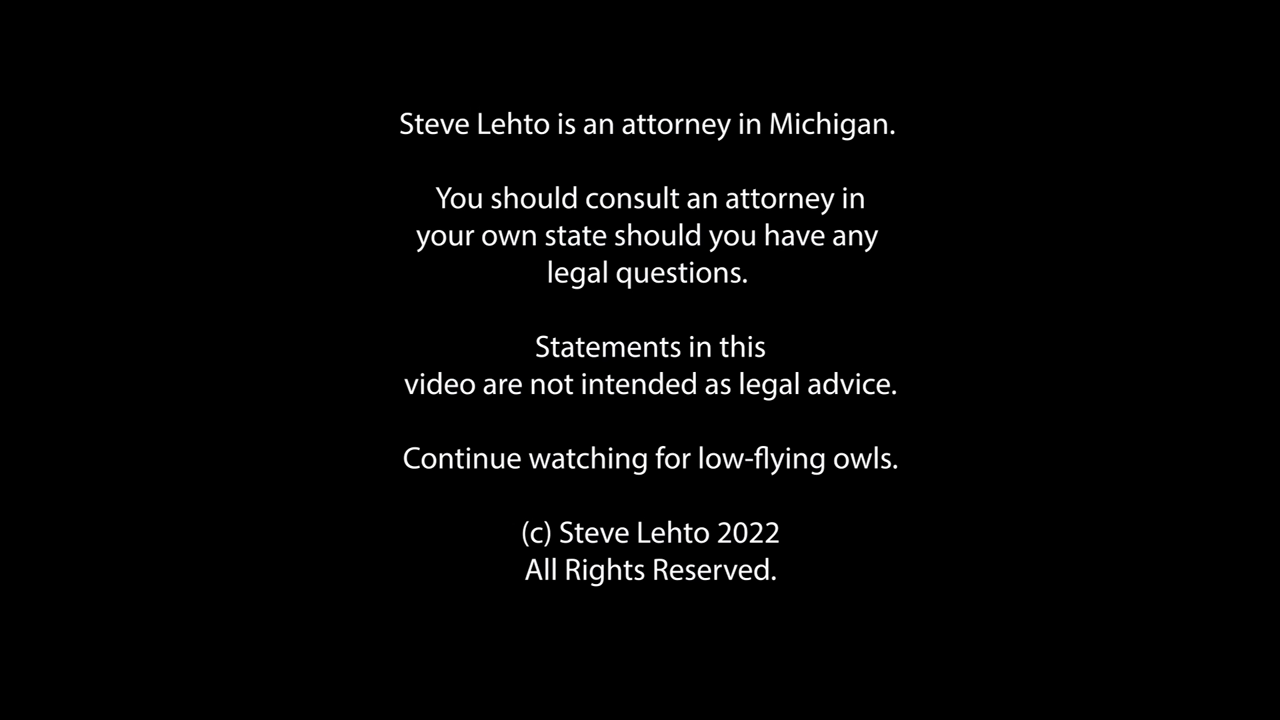 Steve Lehto is an attorney in Michigan.
You should consult an attorney in
your own state should you have any
legal questions.
Statements in this
video are not intended as legal advice.
Continue watching for low-flying owls.
(c) Steve Lehto 2022
All Rights Reserved.